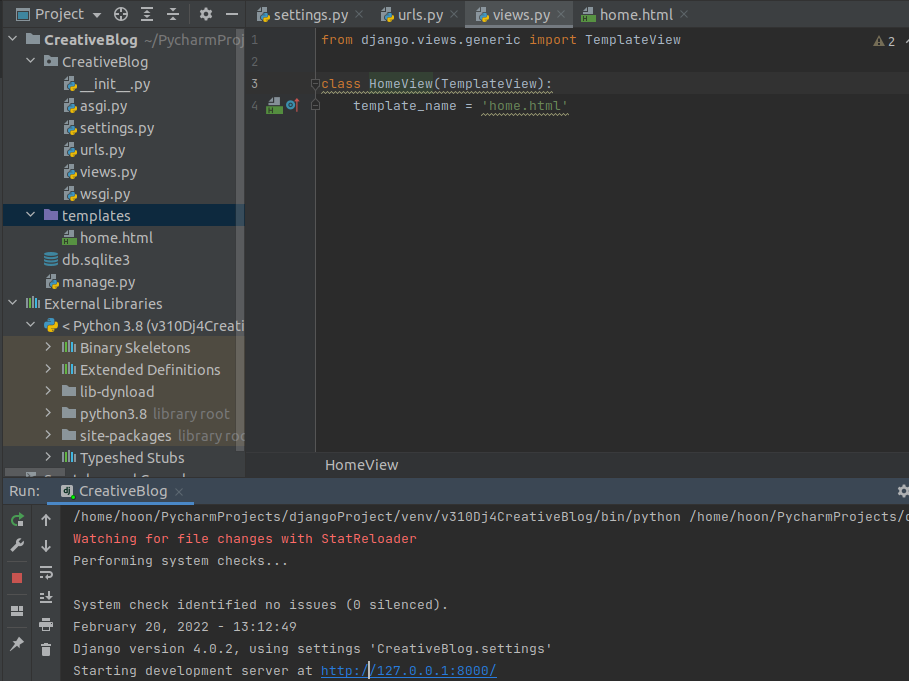 Project
settings.py
urls.py
views.py
home.html
CreativeBlog ~/PycharmProj
CreativeBlog
__init__.py
asgi.py
settings.py
urls.py
views.py
wsgi.py
templates
home.html
db.sqlite3
manage.py
External Libraries
< Python 3.8 (v310Dj4Creati
Binary Skeletons
Extended Definitions
lib-dynload
python3.8 library root
site-packages library roo
Typeshed Stubs
1 from django.views.generic import TemplateView
2
2
3 class HomeView(TemplateView):
4 template_name = 'home.html'
HomeView
Run: CreativeBlog
/home/hoon/PycharmProjects/djangoProject/venv/v310Dj4CreativeBlog/bin/python /home/hoon/PycharmProjects/d
Watching for file changes with StatReloader
Performing system checks...
System check identified no issues (0 silenced).
February 20, 2022 - 13:12:49
Django version 4.0.2, using settings 'CreativeBlog.settings'
Starting development server at http://127.0.0.1:8000/